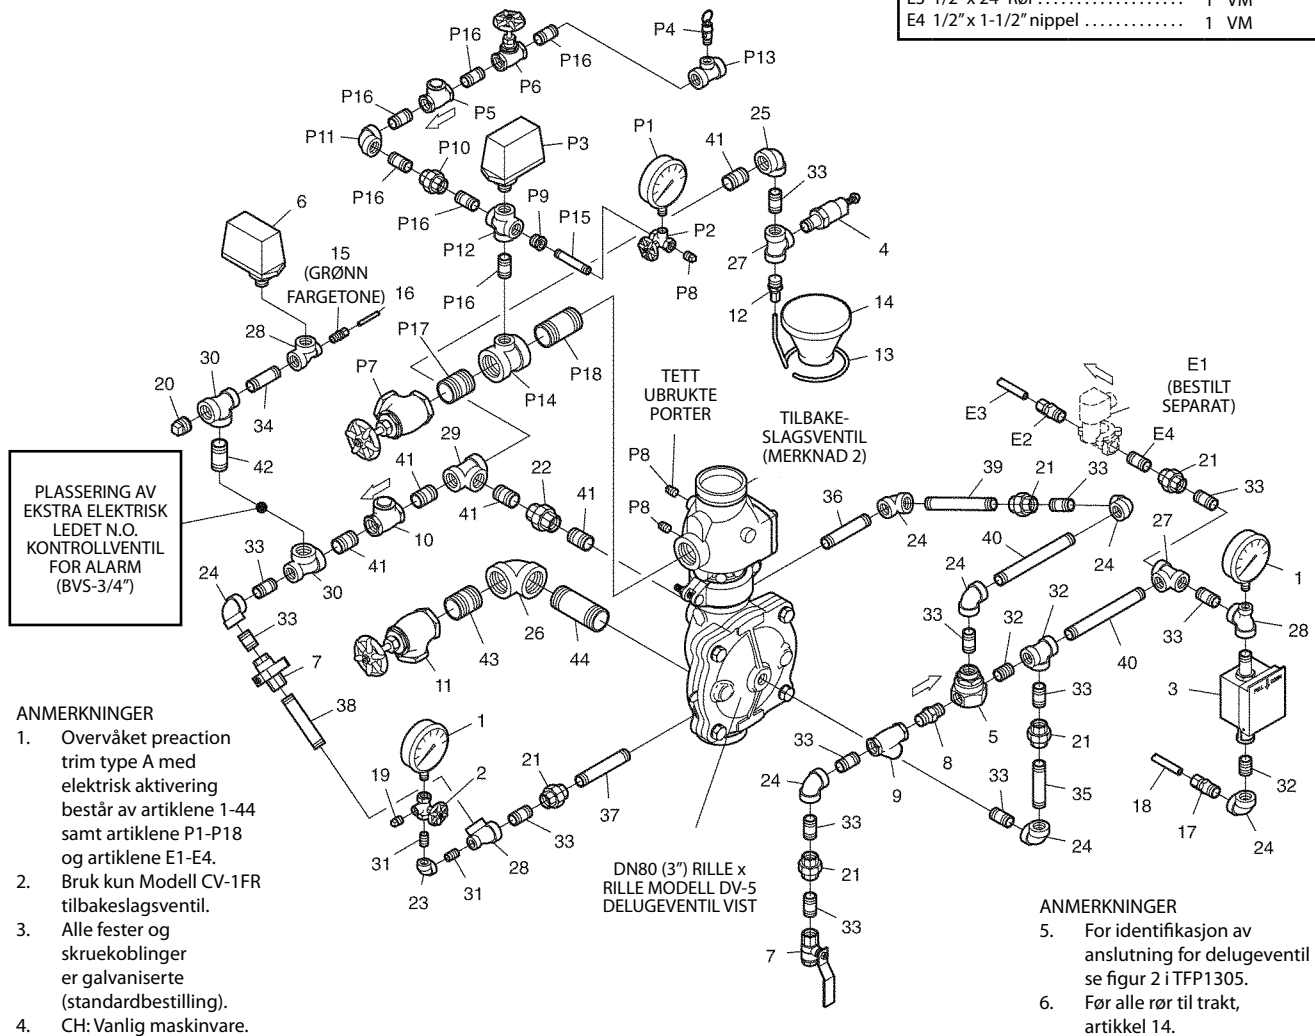 E3 1/2” x 24” Rør .................. 1 VM
E4 1/2” x 1-1/2” nippel ............. 1 VM
P16
P6
P16
P4
P13
P16
P5
P11
P16
P10
P16
P3
P12
P9
P15
P16
P1
P2
P8
41
25
33
27
4
12
14
13
6
15
(GRØNN
FARGETONE)
16
28
30
20
34
42
P17
P7
P14
P18
TETT
UBRUKTE
PORTER
P8
P8
TILBAKE-
SLAGSVENTIL
(MERKNAD 2)
E1
(BESTILT
SEPARAT)
E3
E2
E4
21
33
PLASSERING AV
EKSTRA ELEKTRISK
LEDET N.O.
KONTROLLVENTIL
FOR ALARM
(BVS-3/4”)
29
41
41
22
41
10
41
30
33
24
33
7
38
11
43
26
44
36
24
39
21
33
24
40
24
33
32
32
40
27
33
1
28
3
32
24
17
18
5
8
9
33
24
33
21
33
7
33
21
35
33
24
1
19
2
31
23
31
28
33
21
37
DN80 (3”) RILLE x
RILLE MODELL DV-5
DELUGEVENTIL VIST
ANMERKNINGER
1. Overvåket preaction
trim type A med
elektrisk aktivering
består av artiklene 1-44
samt artiklene P1-P18
og artiklene E1-E4.
2. Bruk kun Modell CV-1FR
tilbakeslagsventil.
3. Alle fester og
skruekoblinger
er galvaniserte
(standardbestilling).
4. CH: Vanlig maskinvare.
ANMERKNINGER
5. For identifikasjon av
anslutning for delugeventil
se figur 2 i TFP1305.
6. Før alle rør til trakt,
artikkel 14.